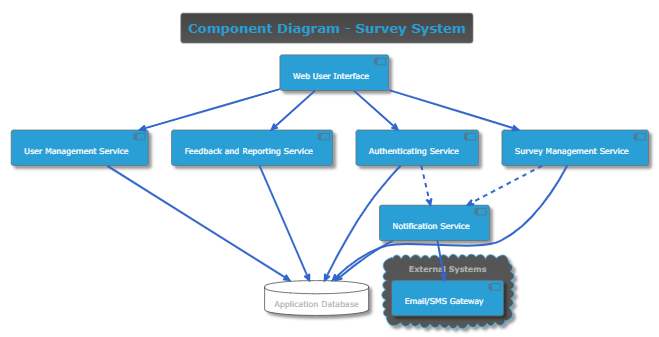 Component Diagram - Survey System
Web User Interface
User Management Service
Feedback and Reporting Service
Authenticating Service
Survey Management Service
Notification Service
External Systems
Application Database
Email/SMS Gateway